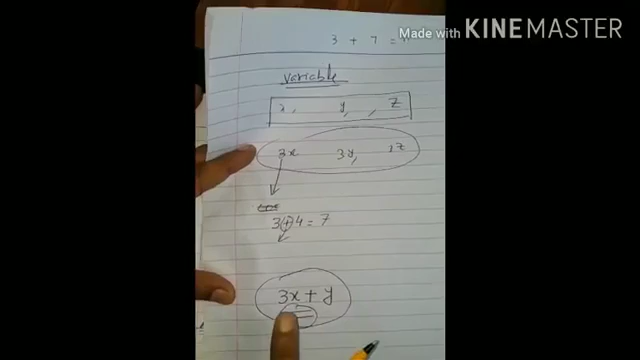 Made with KINEMASTER
3 + 7 =
variable
x, y, , z
3x 3y, 1z
3 + 4 = 7
3x + y